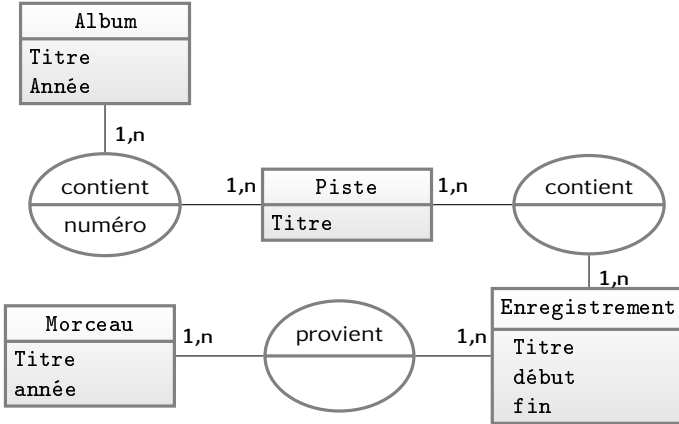 Album
Titre
Année
1,n
contient
numéro
1,n
Piste
Titre
1,n
contient
1,n
Morceau
Titre
année
1,n
provient
1,n
Enregistrement
Titre
début
fin